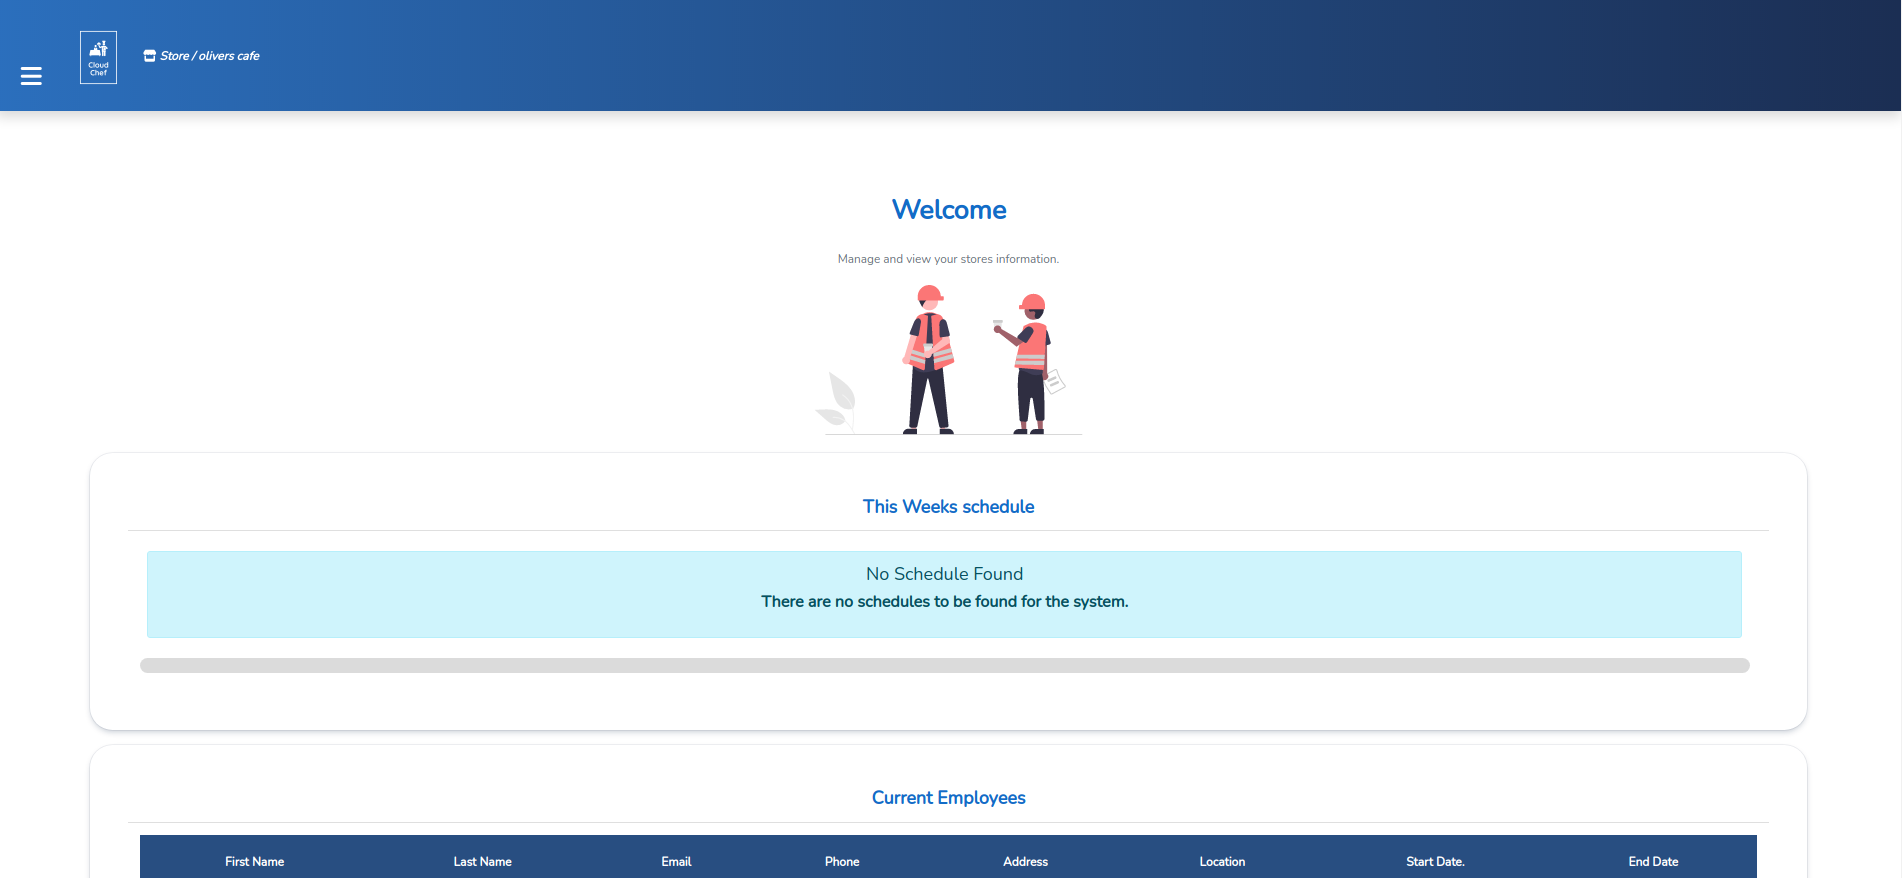 Cloud
Chef
Store / olivers cafe
Welcome
Manage and view your stores information.
This Weeks schedule
No Schedule Found
There are no schedules to be found for the system.
Current Employees
First Name Last Name Email Phone Address Location Start Date. End Date